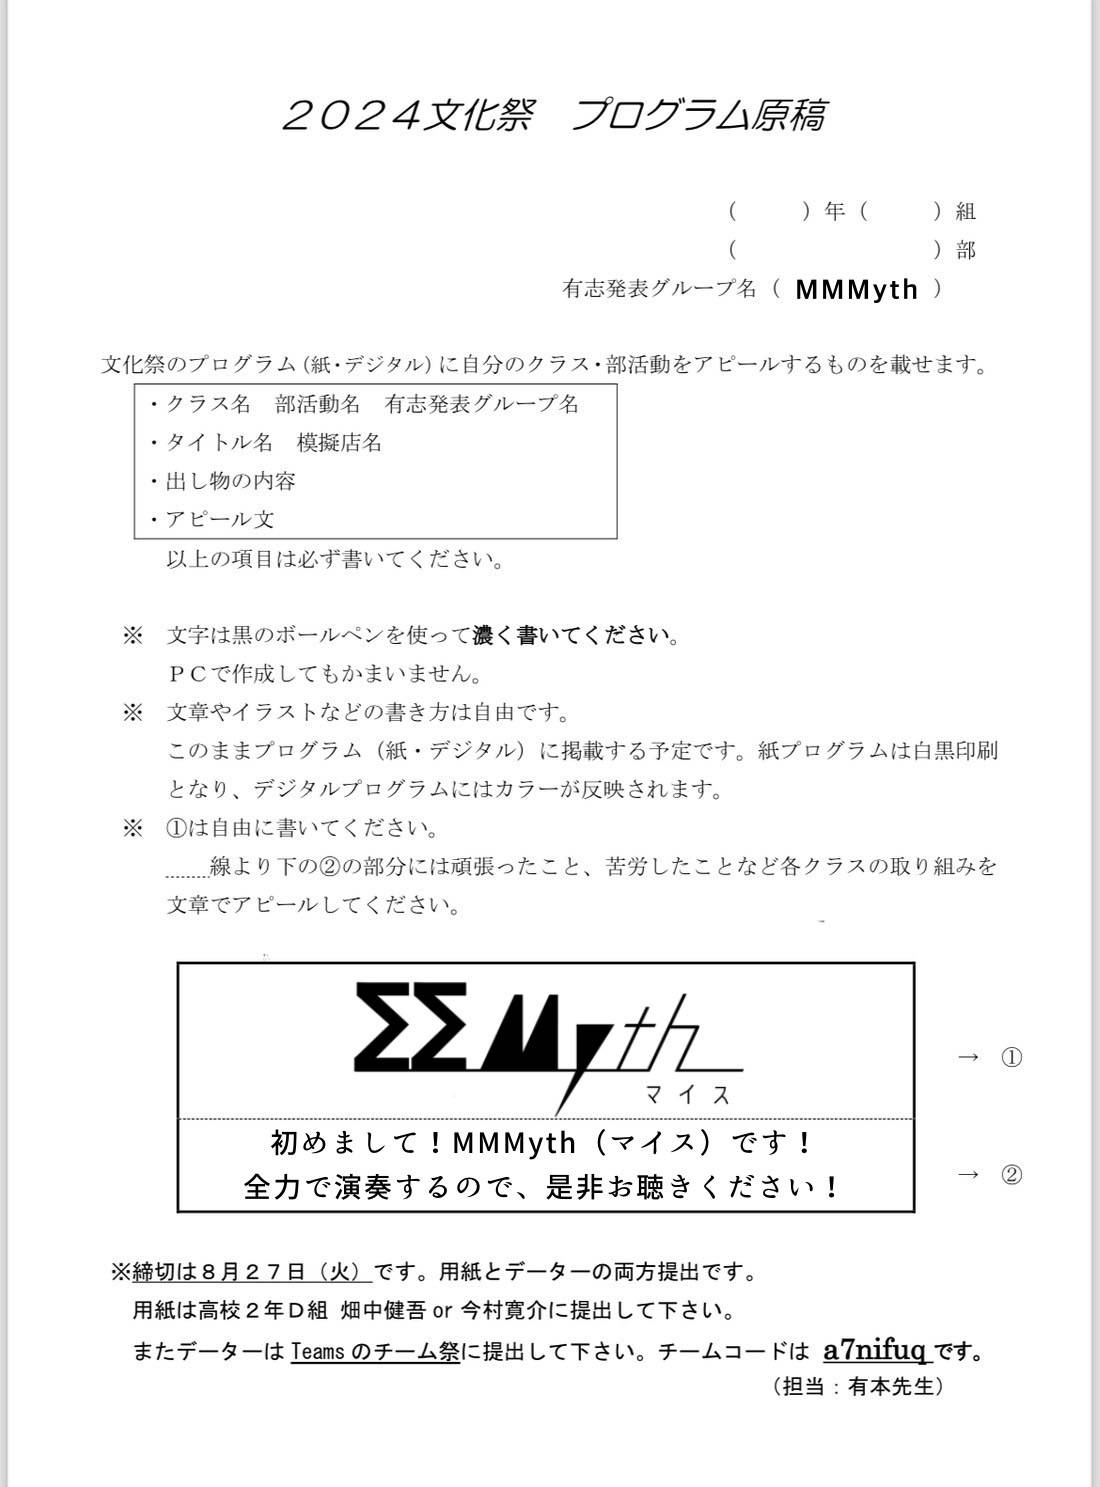 ２０２４文化祭　プログラム原稿
（　　　）年（　　　）組
（　　　　　　　　　）部
有志発表グループ名（ MMMyth ）
文化祭のプログラム（紙・デジタル）に自分のクラス・部活動をアピールするものを載せます。
・クラス名　部活動名　有志発表グループ名
・タイトル名　模擬店名
・出し物の内容
・アピール文
以上の項目は必ず書いてください。
※　文字は黒のボールペンを使って濃く書いてください。
ＰＣで作成してもかまいません。
※　文章やイラストなどの書き方は自由です。
このままプログラム（紙・デジタル）に掲載する予定です。紙プログラムは白黒印刷
となり、デジタルプログラムにはカラーが反映されます。
※　①は自由に書いてください。
線より下の②の部分には頑張ったこと、苦労したことなど各クラスの取り組みを
文章でアピールしてください。
ΣΣMyth
マイス
→　①
初めまして！MMMyth（マイス）です！
全力で演奏するので、是非お聴きください！
→　②
※締切は８月２７日（火）です。用紙とデーターの両方提出です。
用紙は高校２年Ｄ組 畑中健吾 or 今村寛介に提出して下さい。
またデーターは Teams のチーム祭に提出して下さい。チームコードは a7nifuq です。
（担当：有本先生）